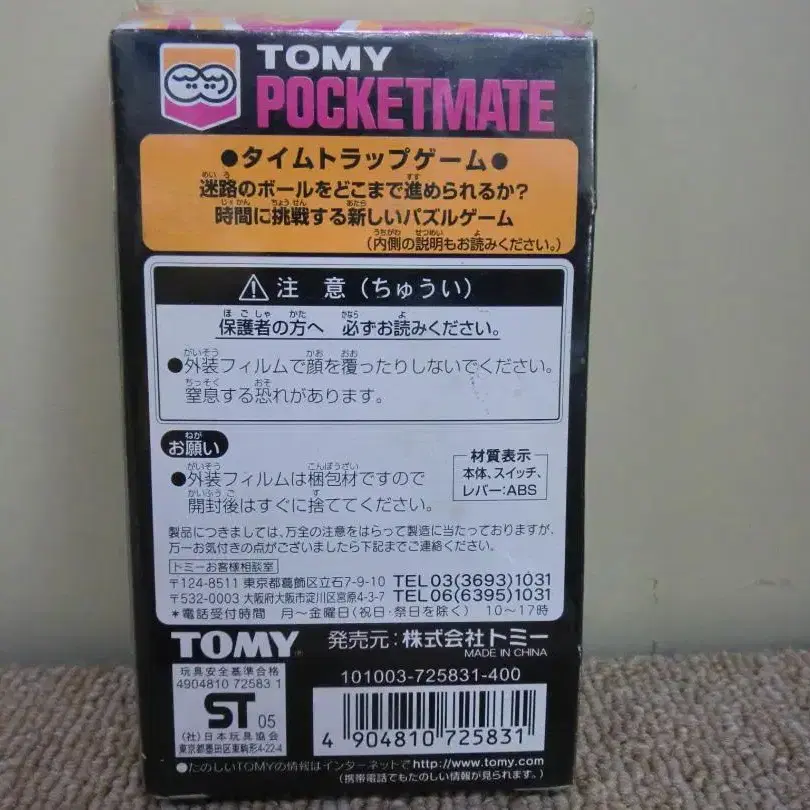 TOMY
POCKETMATE
●タイムトラップゲーム●
迷路のボールをどこまで進められるか?
時間に挑戦する新しいパズルゲーム
(内側の説明もお読みください。)
注 意 (ちゅうい)
保護者の方へ 必ずお読みください。
●外装フィルムで顔を覆ったりしないでください。
窒息する恐れがあります。
お願い
●外装フィルムは梱包材ですので
開封後はすぐに捨ててください。
材質表示
本体、スイッチ、
レバー:ABS
製品につきましては、万全の注意をはらって製造に当たっておりますが、
万一お気付きの点がございましたら下記までご連絡ください。
トミーお客様相談室
〒124-8511 東京都葛飾区立石7-9-10 TEL03(3693)1031
〒532-0003 大阪府大阪市淀川区宮原4-3-7 TEL06(6395)1031
*電話受付時間 月〜金曜日(祝日・祭日を除く) 10〜17時
TOMY® 発売元:株式会社トミー
MADE IN CHINA
玩具安全基準合格
4904810 72583 1
ST 05
(社)日本玩具協会
東京都墨田区東駒形4-22-4
101003-725831-400
4 904810 725831
●たのしいTOMYの情報はインターネットでhttp://www.tomy.com
(携帯電話でもたのしい情報が見られます。)